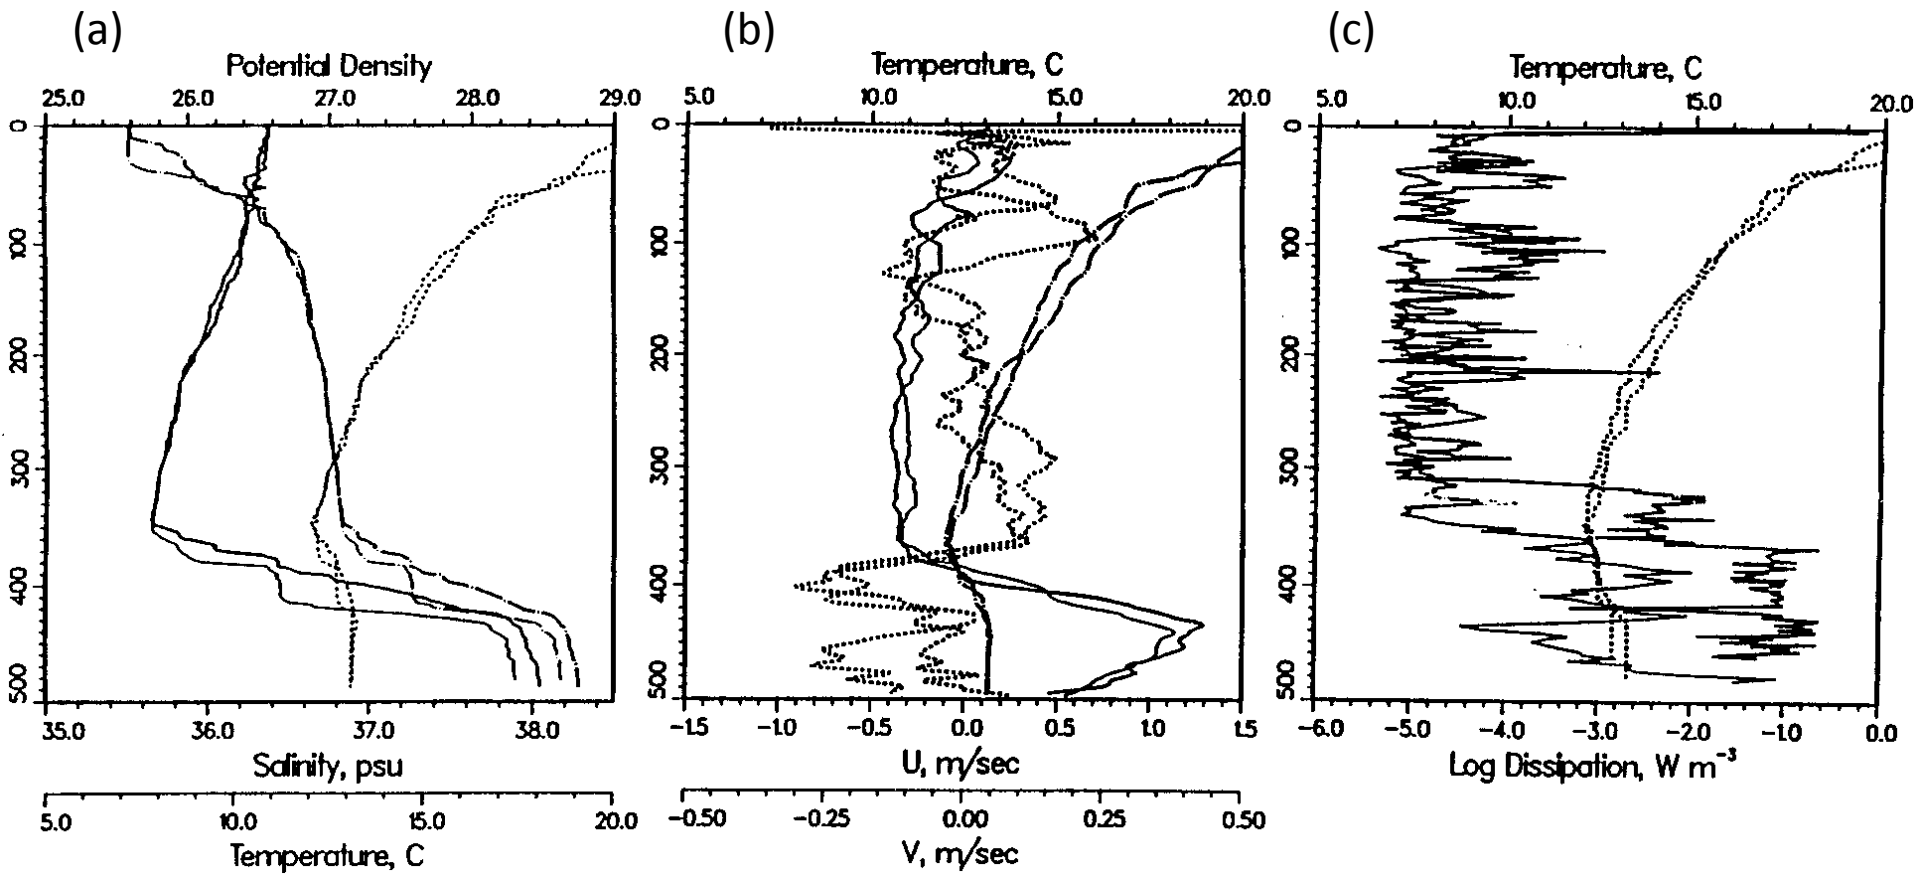 (a)
Potential Density
25.0 26.0 27.0 28.0 29.0
0
100
200
300
400
500
35.0 36.0 37.0 38.0
Salinity, psu
5.0 10.0 15.0 20.0
Temperature, C
(b)
Temperature, C
5.0 10.0 15.0 20.0
0
100
200
300
400
500
-1.5 -1.0 -0.5 0.0 0.5 1.0 1.5
U, m/sec
-0.50 -0.25 0.00 0.25 0.50
V, m/sec
(c)
Temperature, C
5.0 10.0 15.0 20.0
0
100
200
300
400
500
-6.0 -5.0 -4.0 -3.0 -2.0 -1.0 0.0
Log Dissipation, W m⁻³